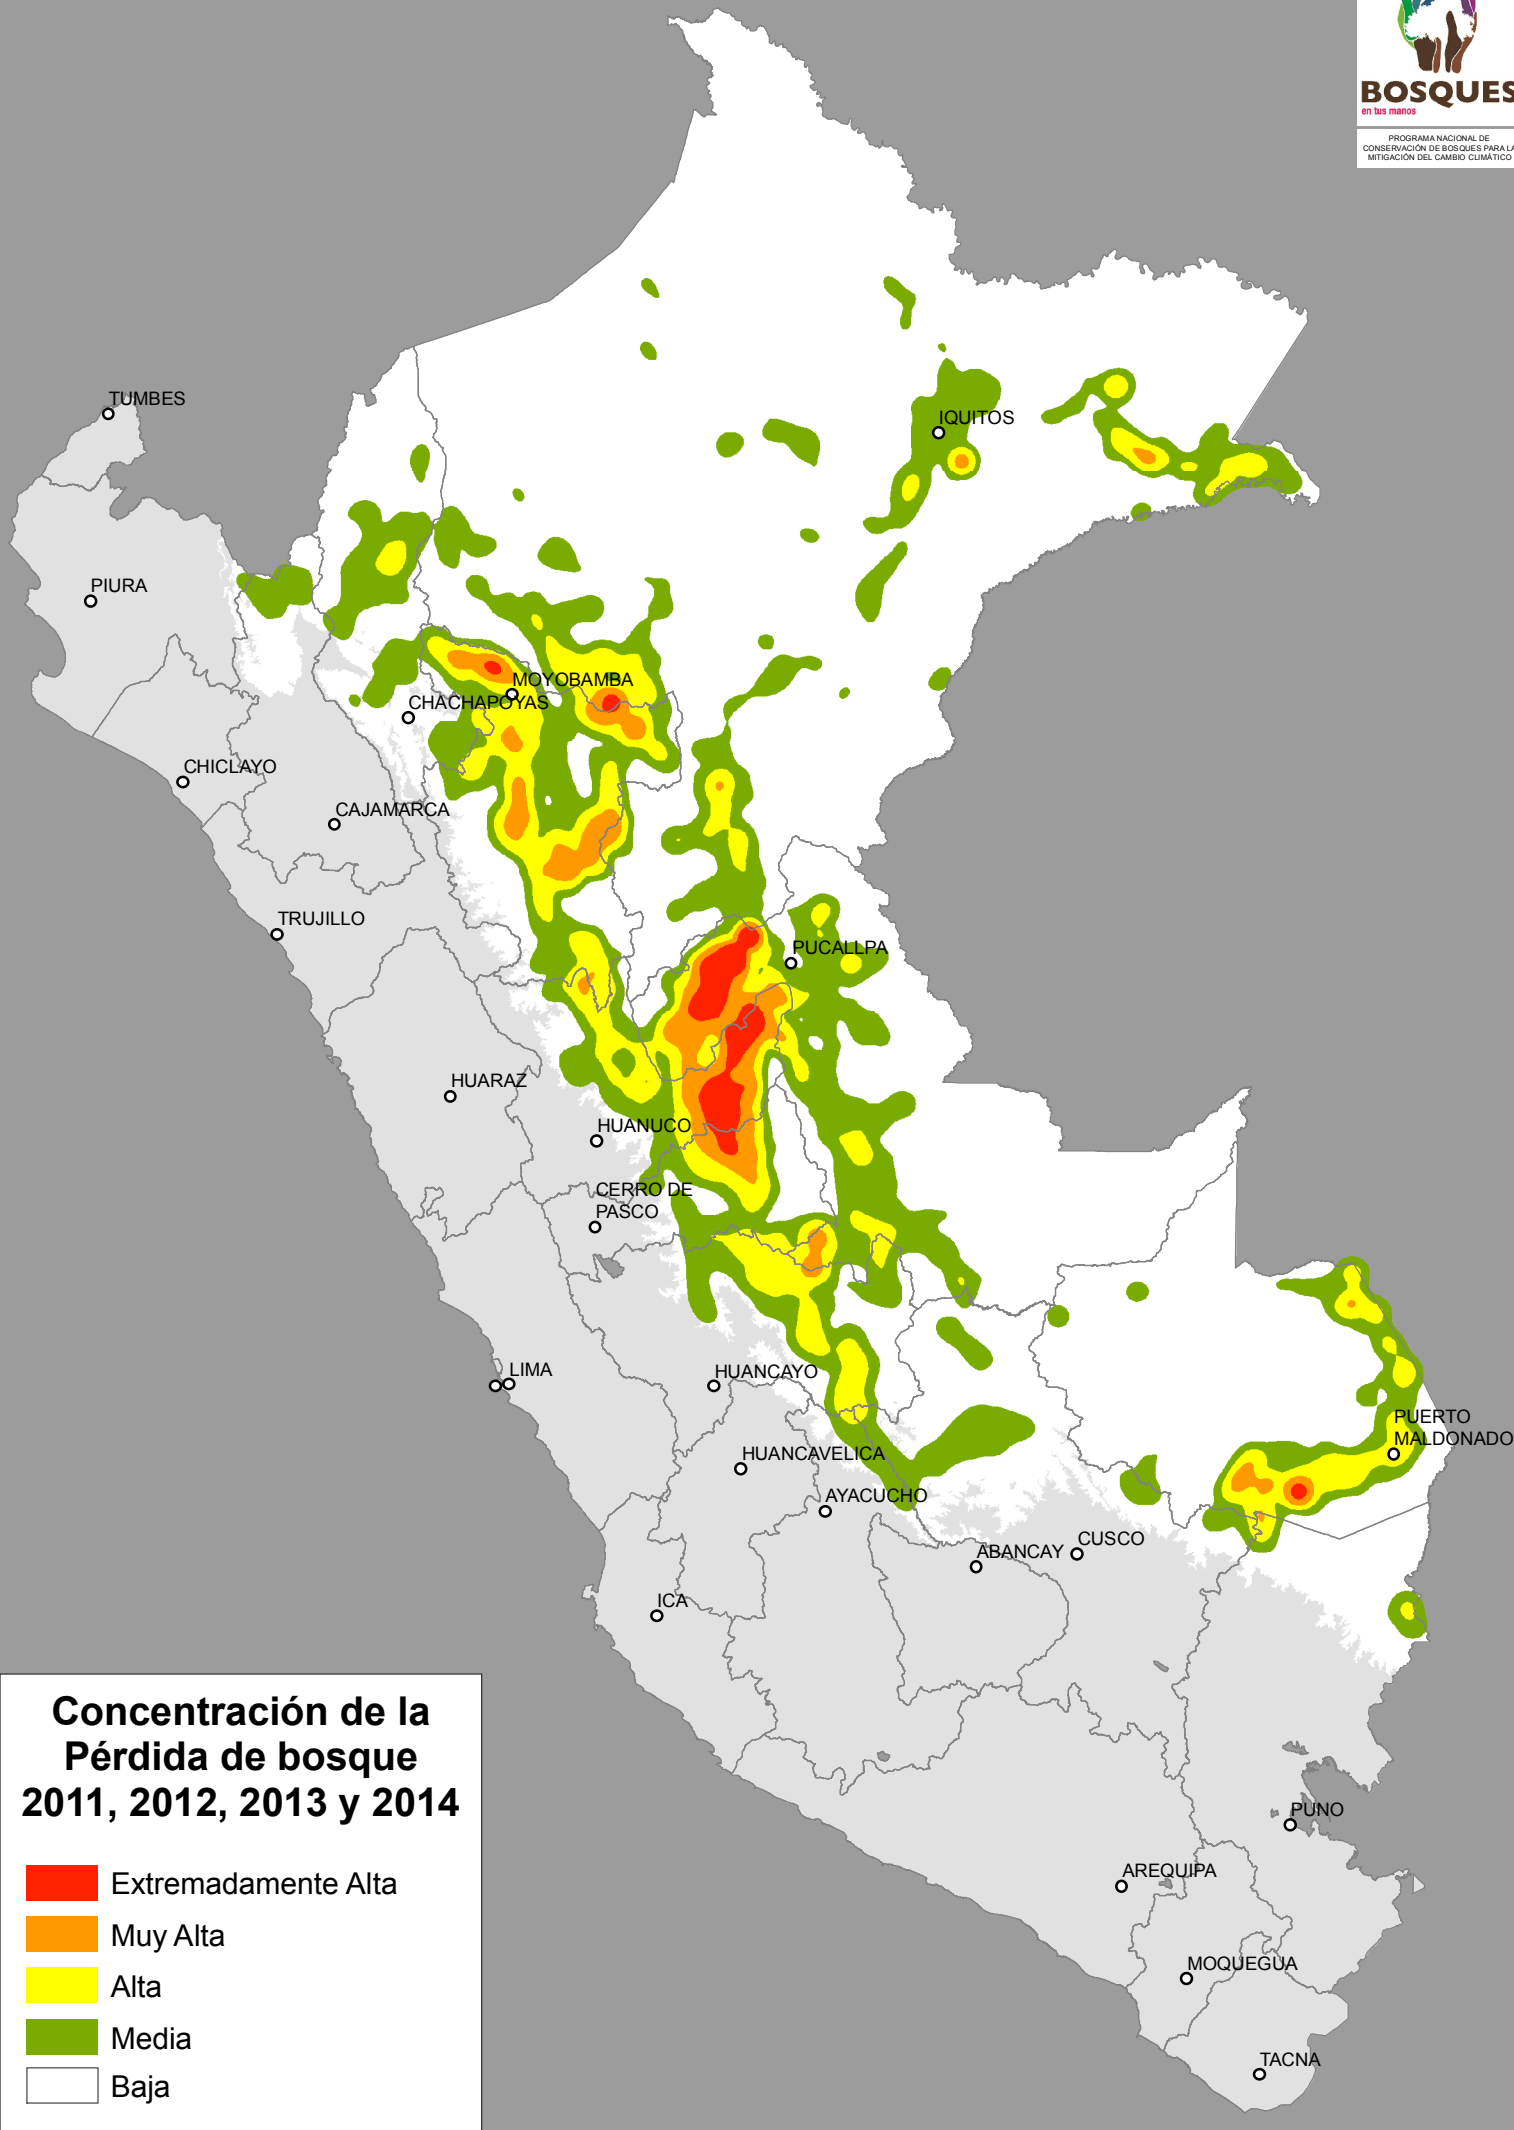 BOSQUES
en tus manos
PROGRAMA NACIONAL DE
CONSERVACIÓN DE BOSQUES PARA LA
MITIGACIÓN DEL CAMBIO CLIMÁTICO
TUMBES
IQUITOS
PIURA
MOYOBAMBA
CHACHAPOYAS
CHICLAYO
CAJAMARCA
TRUJILLO
PUCALLPA
HUARAZ
HUANUCO
CERRO DE
PASCO
LIMA
HUANCAYO
PUERTO
MALDONADO
HUANCAVELICA
AYACUCHO
ABANCAY
CUSCO
ICA
PUNO
AREQUIPA
MOQUEGUA
TACNA
Concentración de la
Pérdida de bosque
2011, 2012, 2013 y 2014
Extremadamente Alta
Muy Alta
Alta
Media
Baja